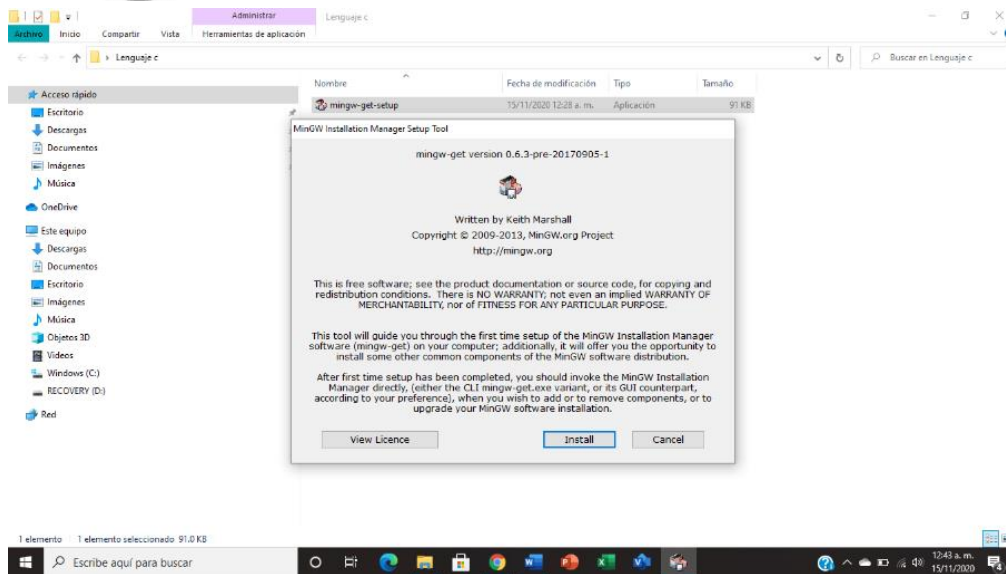 Administrar
Lenguaje c
Archivo Inicio Compartir Vista Herramientas de aplicación
Lenguaje c
Buscar en Lenguaje c
Nombre Fecha de modificación Tipo Tamaño
Acceso rápido
mingw-get-setup 15/11/2020 12:28 a. m. Aplicación 91 KB
Escritorio
Descargas
Documentos
Imágenes
Música
OneDrive
Este equipo
Descargas
Documentos
Escritorio
Imágenes
Música
Objetos 3D
Videos
Windows (C:)
RECOVERY (D:)
Red
MinGW Installation Manager Setup Tool
mingw-get version 0.6.3-pre-20170905-1
Written by Keith Marshall
Copyright © 2009-2013, MinGW.org Project
http://mingw.org
This is free software; see the product documentation or source code, for copying and
redistribution conditions. There is NO WARRANTY; not even an implied WARRANTY OF
MERCHANTABILITY, nor of FITNESS FOR ANY PARTICULAR PURPOSE.
This tool will guide you through the first time setup of the MinGW Installation Manager
software (mingw-get) on your computer; additionally, it will offer you the opportunity to
install some other common components of the MinGW software distribution.
After first time setup has been completed, you should invoke the MinGW Installation
Manager directly, (either the CLI mingw-get.exe variant, or its GUI counterpart,
according to your preference), when you wish to add or to remove components, or to
upgrade your MinGW software installation.
View Licence Install Cancel
1 elemento 1 elemento seleccionado 91.0 KB
Escribe aquí para buscar
12:43 a. m.
15/11/2020